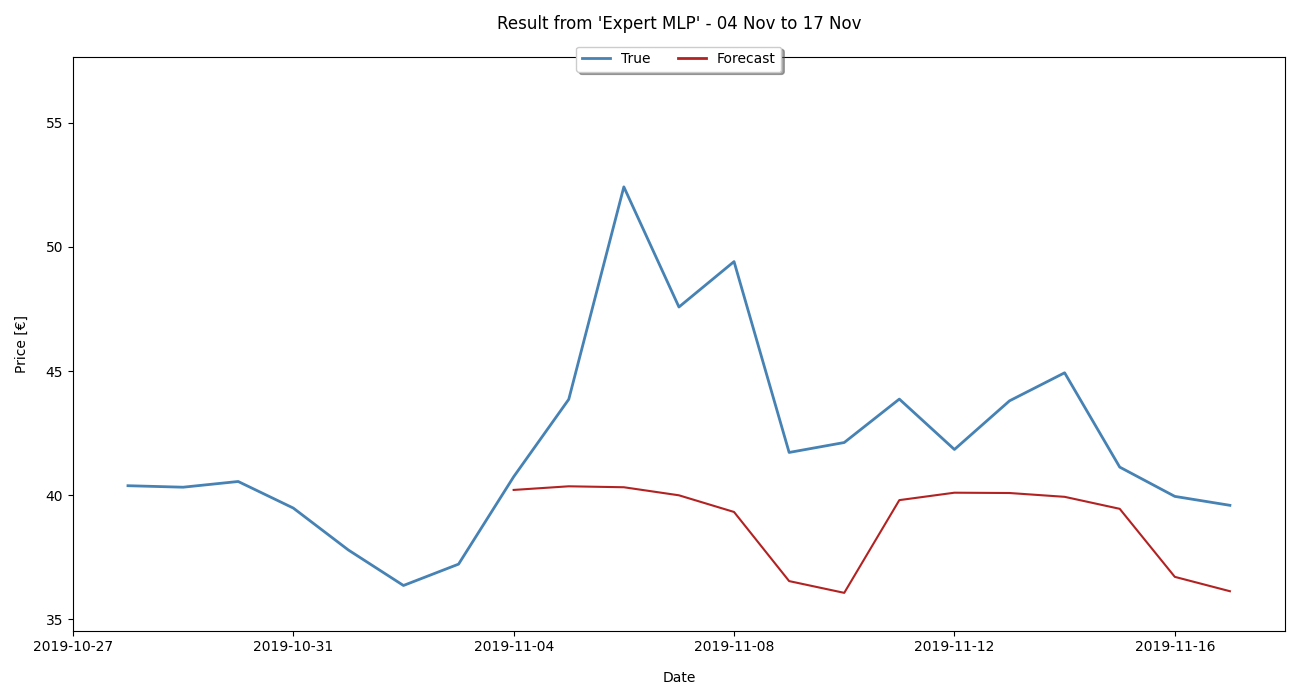 Result from 'Expert MLP' - 04 Nov to 17 Nov
True Forecast
Price [€]
55
50
45
40
35
2019-10-27 2019-10-31 2019-11-04 2019-11-08 2019-11-12 2019-11-16
Date